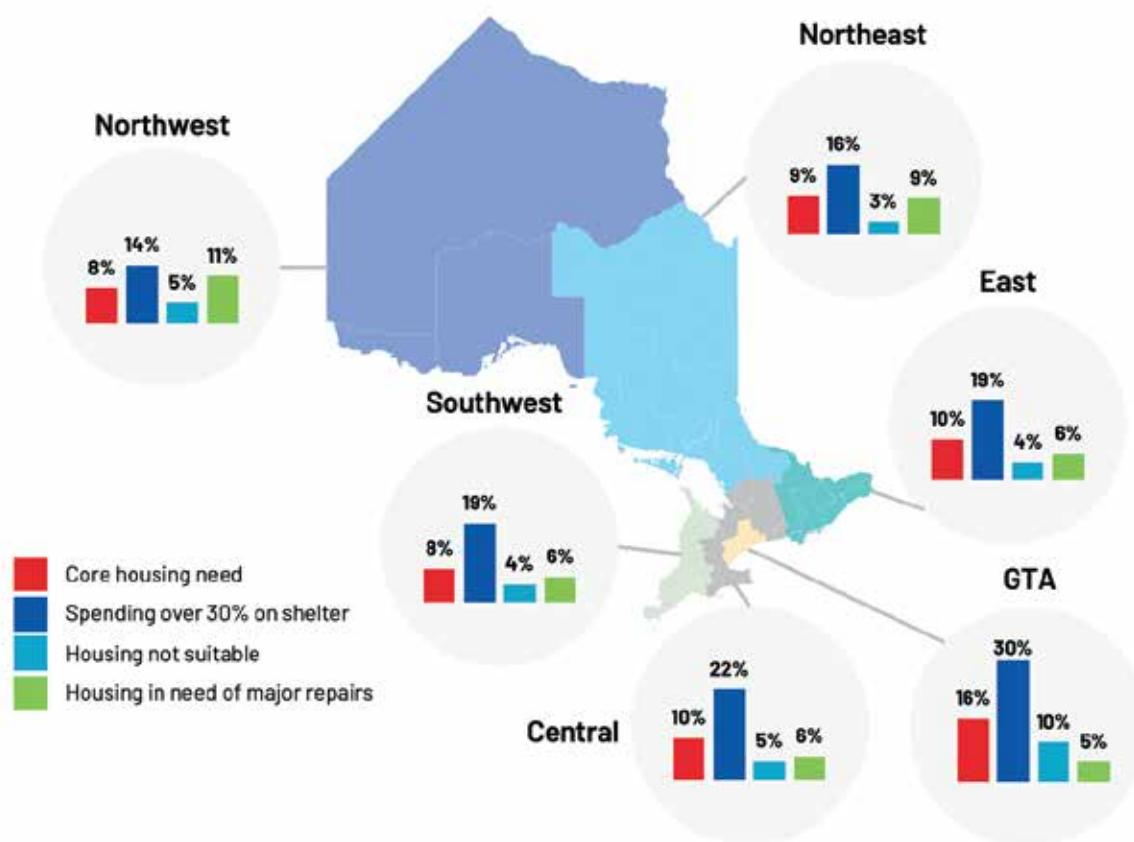 Northeast
16%
9%
9%
3%
Northwest
14%
11%
8%
5%
East
19%
10%
6%
4%
Southwest
19%
8%
6%
4%
Core housing need
Spending over 30% on shelter
Housing not suitable
Housing in need of major repairs
GTA
30%
16%
10%
5%
Central
22%
10%
5%
6%